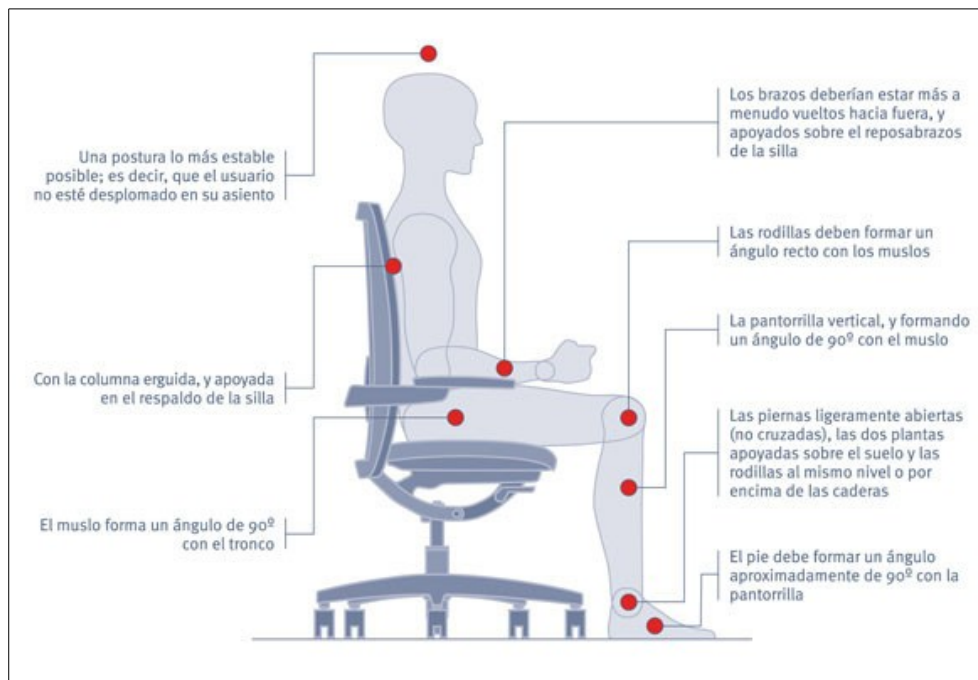 Una postura lo más estable
posible; es decir, que el usuario
no esté desplomado en su asiento
Con la columna erguida, y apoyada
en el respaldo de la silla
El muslo forma un ángulo de 90º
con el tronco
Los brazos deberían estar más a
menudo vueltos hacia fuera, y
apoyados sobre el reposabrazos
de la silla
Las rodillas deben formar un
ángulo recto con los muslos
La pantorrilla vertical, y formando
un ángulo de 90º con el muslo
Las piernas ligeramente abiertas
(no cruzadas), las dos plantas
apoyadas sobre el suelo y las
rodillas al mismo nivel o por
encima de las caderas
El pie debe formar un ángulo
aproximadamente de 90º con la
pantorrilla